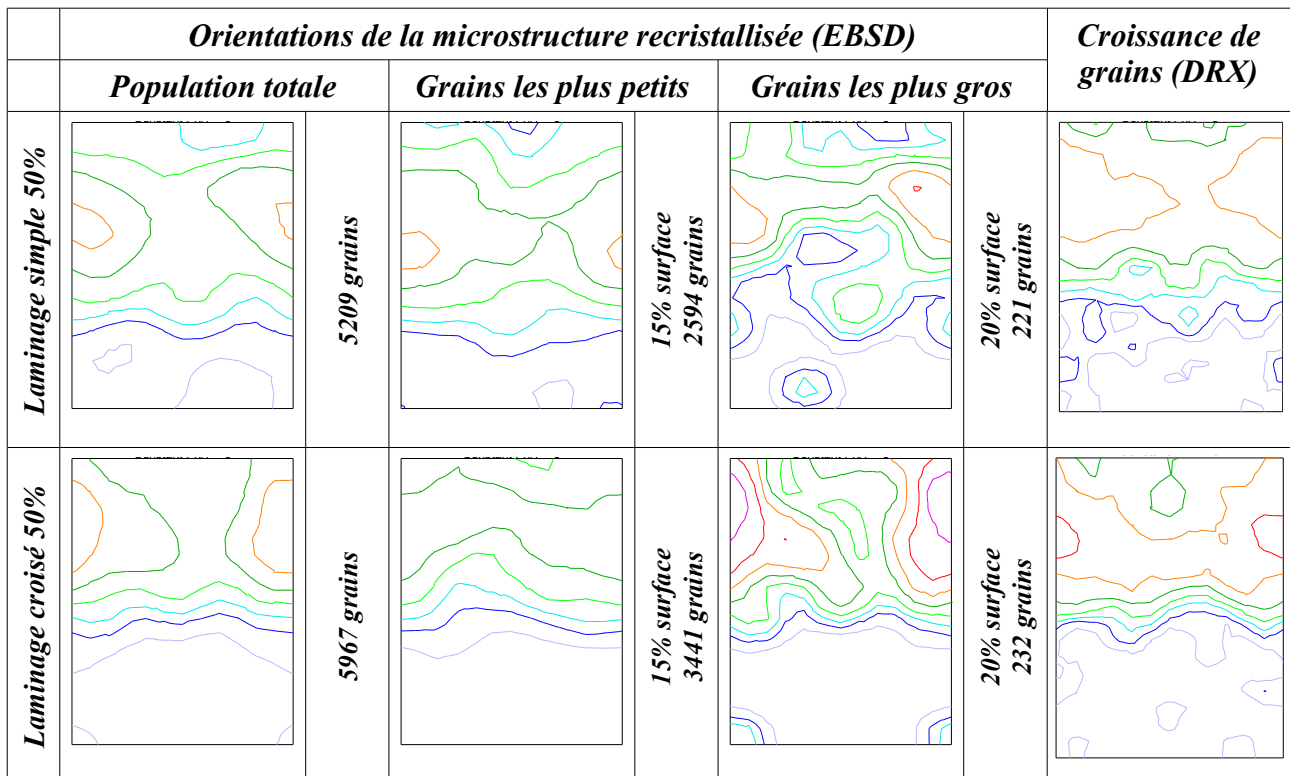 Orientations de la microstructure recristallisée (EBSD)
Croissance de
grains (DRX)
Population totale
Grains les plus petits
Grains les plus gros
Laminage simple 50%
5209 grains
15% surface
2594 grains
20% surface
221 grains
Laminage croisé 50%
5967 grains
15% surface
3441 grains
20% surface
232 grains